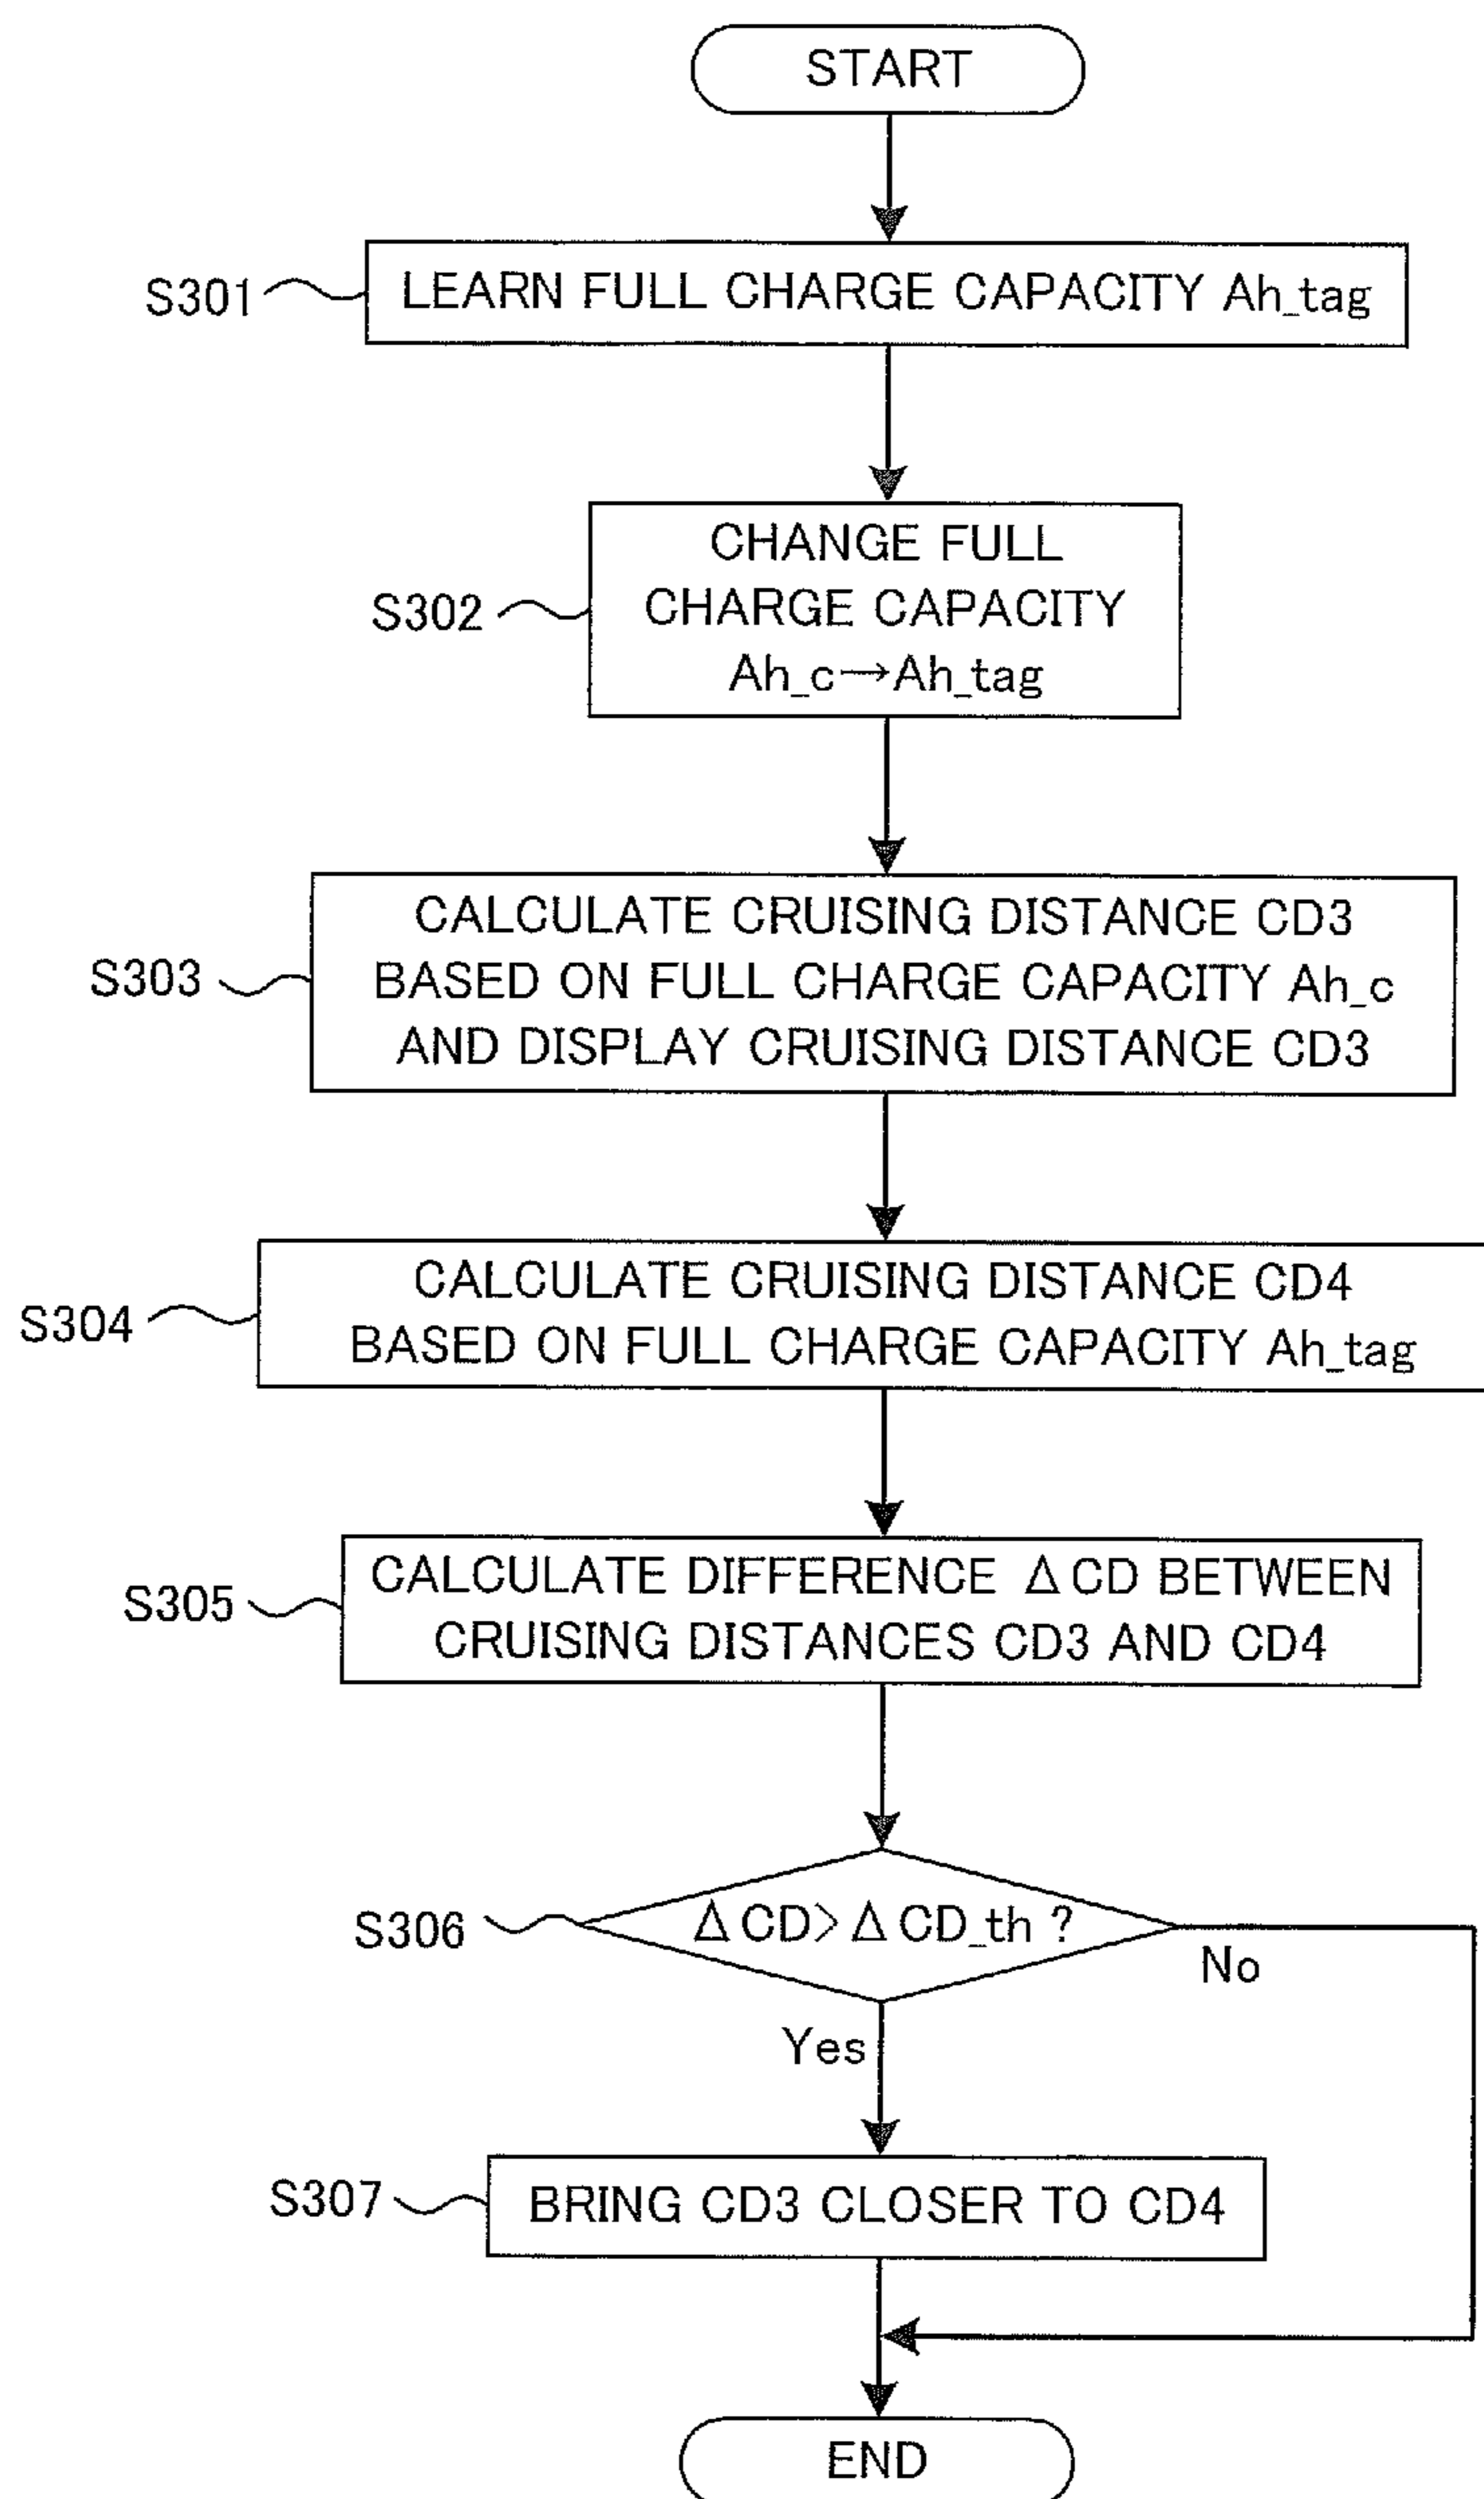 START
S301
LEARN FULL CHARGE CAPACITY Ah_tag
S302
CHANGE FULL
CHARGE CAPACITY
Ah_c→Ah_tag
S303
CALCULATE CRUISING DISTANCE CD3
BASED ON FULL CHARGE CAPACITY Ah_c
AND DISPLAY CRUISING DISTANCE CD3
S304
CALCULATE CRUISING DISTANCE CD4
BASED ON FULL CHARGE CAPACITY Ah_tag
S305
CALCULATE DIFFERENCE Δ CD BETWEEN
CRUISING DISTANCES CD3 AND CD4
S306
Δ CD>Δ CD_th ?
No
Yes
S307
BRING CD3 CLOSER TO CD4
END